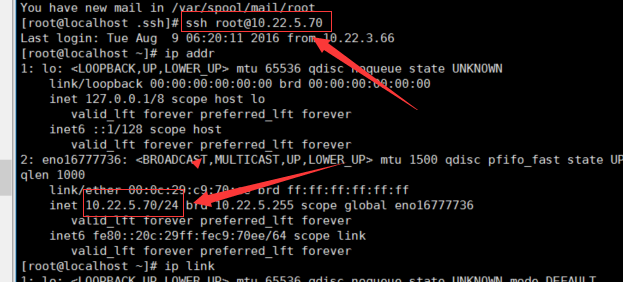 You have new mail in /var/spool/mail/root
[root@localhost .ssh]# ssh root@10.22.5.70
Last login: Tue Aug  9 06:20:11 2016 from 10.22.3.66
[root@localhost ~]# ip addr
1: lo: <LOOPBACK,UP,LOWER_UP> mtu 65536 qdisc noqueue state UNKNOWN
    link/loopback 00:00:00:00:00:00 brd 00:00:00:00:00:00
    inet 127.0.0.1/8 scope host lo
       valid_lft forever preferred_lft forever
    inet6 ::1/128 scope host
       valid_lft forever preferred_lft forever
2: eno16777736: <BROADCAST,MULTICAST,UP,LOWER_UP> mtu 1500 qdisc pfifo_fast state UP
qlen 1000
    link/ether 00:0c:29:c9:70:ee brd ff:ff:ff:ff:ff:ff
    inet 10.22.5.70/24 brd 10.22.5.255 scope global eno16777736
       valid_lft forever preferred_lft forever
    inet6 fe80::20c:29ff:fec9:70ee/64 scope link
       valid_lft forever preferred_lft forever
[root@localhost ~]# ip link
1: lo: <LOOPBACK,UP,LOWER_UP> mtu 65536 qdisc noqueue state UNKNOWN mode DEFAULT